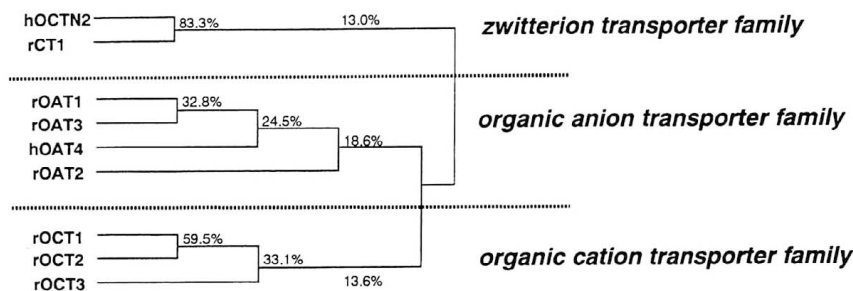 hOCTN2 83.3% 13.0% zwitterion transporter family
rCT1
rOAT1 32.8%
rOAT3 24.5% organic anion transporter family
hOAT4 18.6%
rOAT2
rOCT1 59.5%
rOCT2 33.1% organic cation transporter family
rOCT3 13.6%